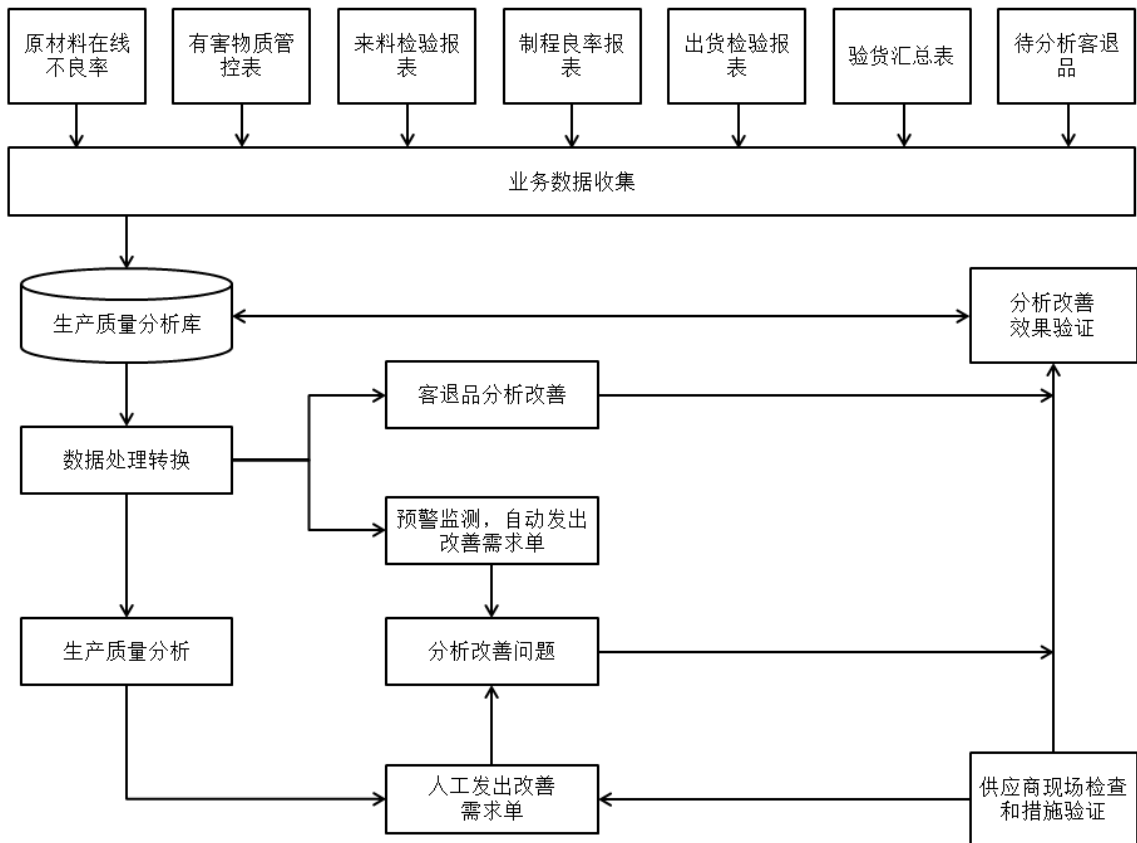 原材料在线
不良率
有害物质管
控表
来料检验报
表
制程良率报
表
出货检验报
表
验货汇总表
待分析客退
品
业务数据收集
生产质量分析库
分析改善
效果验证
客退品分析改善
数据处理转换
预警监测，自动发出
改善需求单
生产质量分析
分析改善问题
人工发出改善
需求单
供应商现场检查
和措施验证